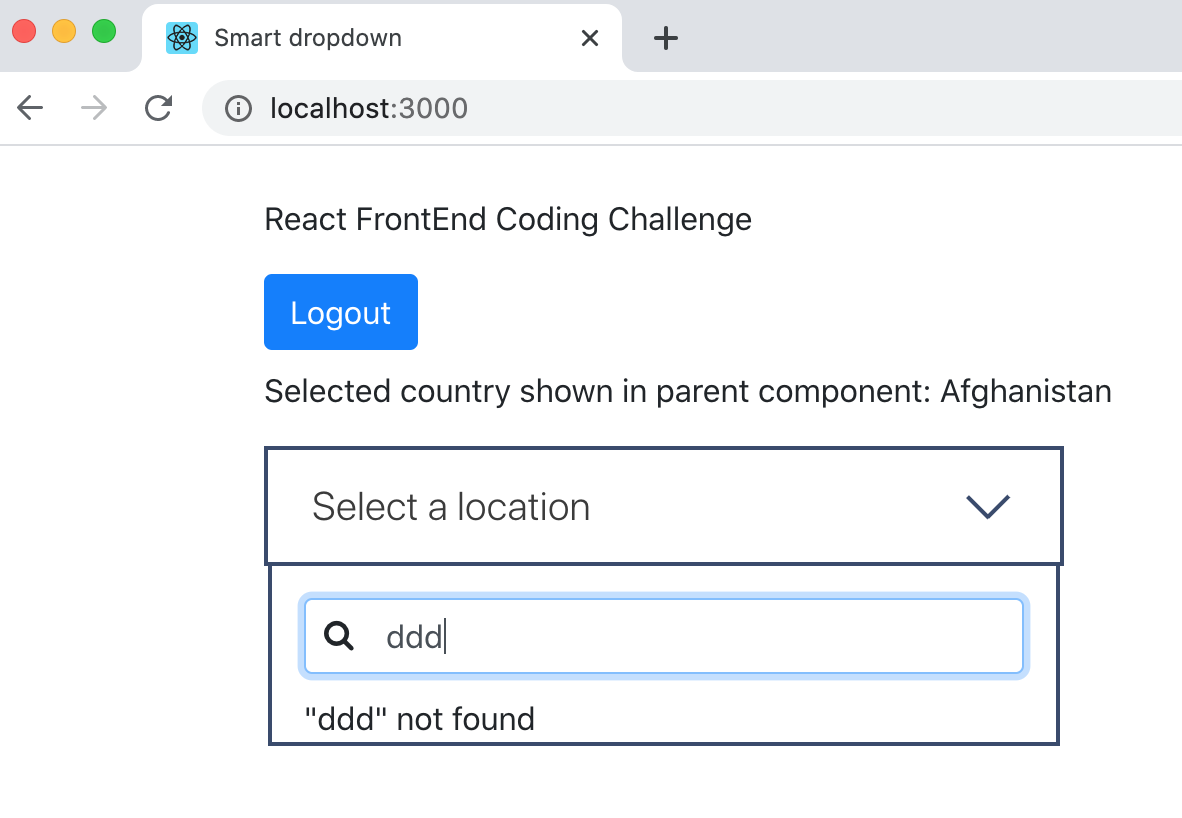 Smart dropdown
localhost:3000
React FrontEnd Coding Challenge
Logout
Selected country shown in parent component: Afghanistan
Select a location
ddd
"ddd" not found